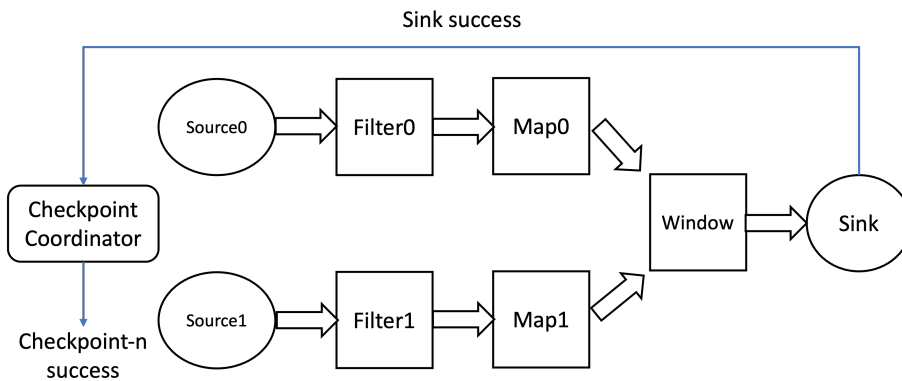 Sink success
Source0
Filter0
Map0
Checkpoint
Coordinator
Window
Sink
Source1
Filter1
Map1
Checkpoint-n
success